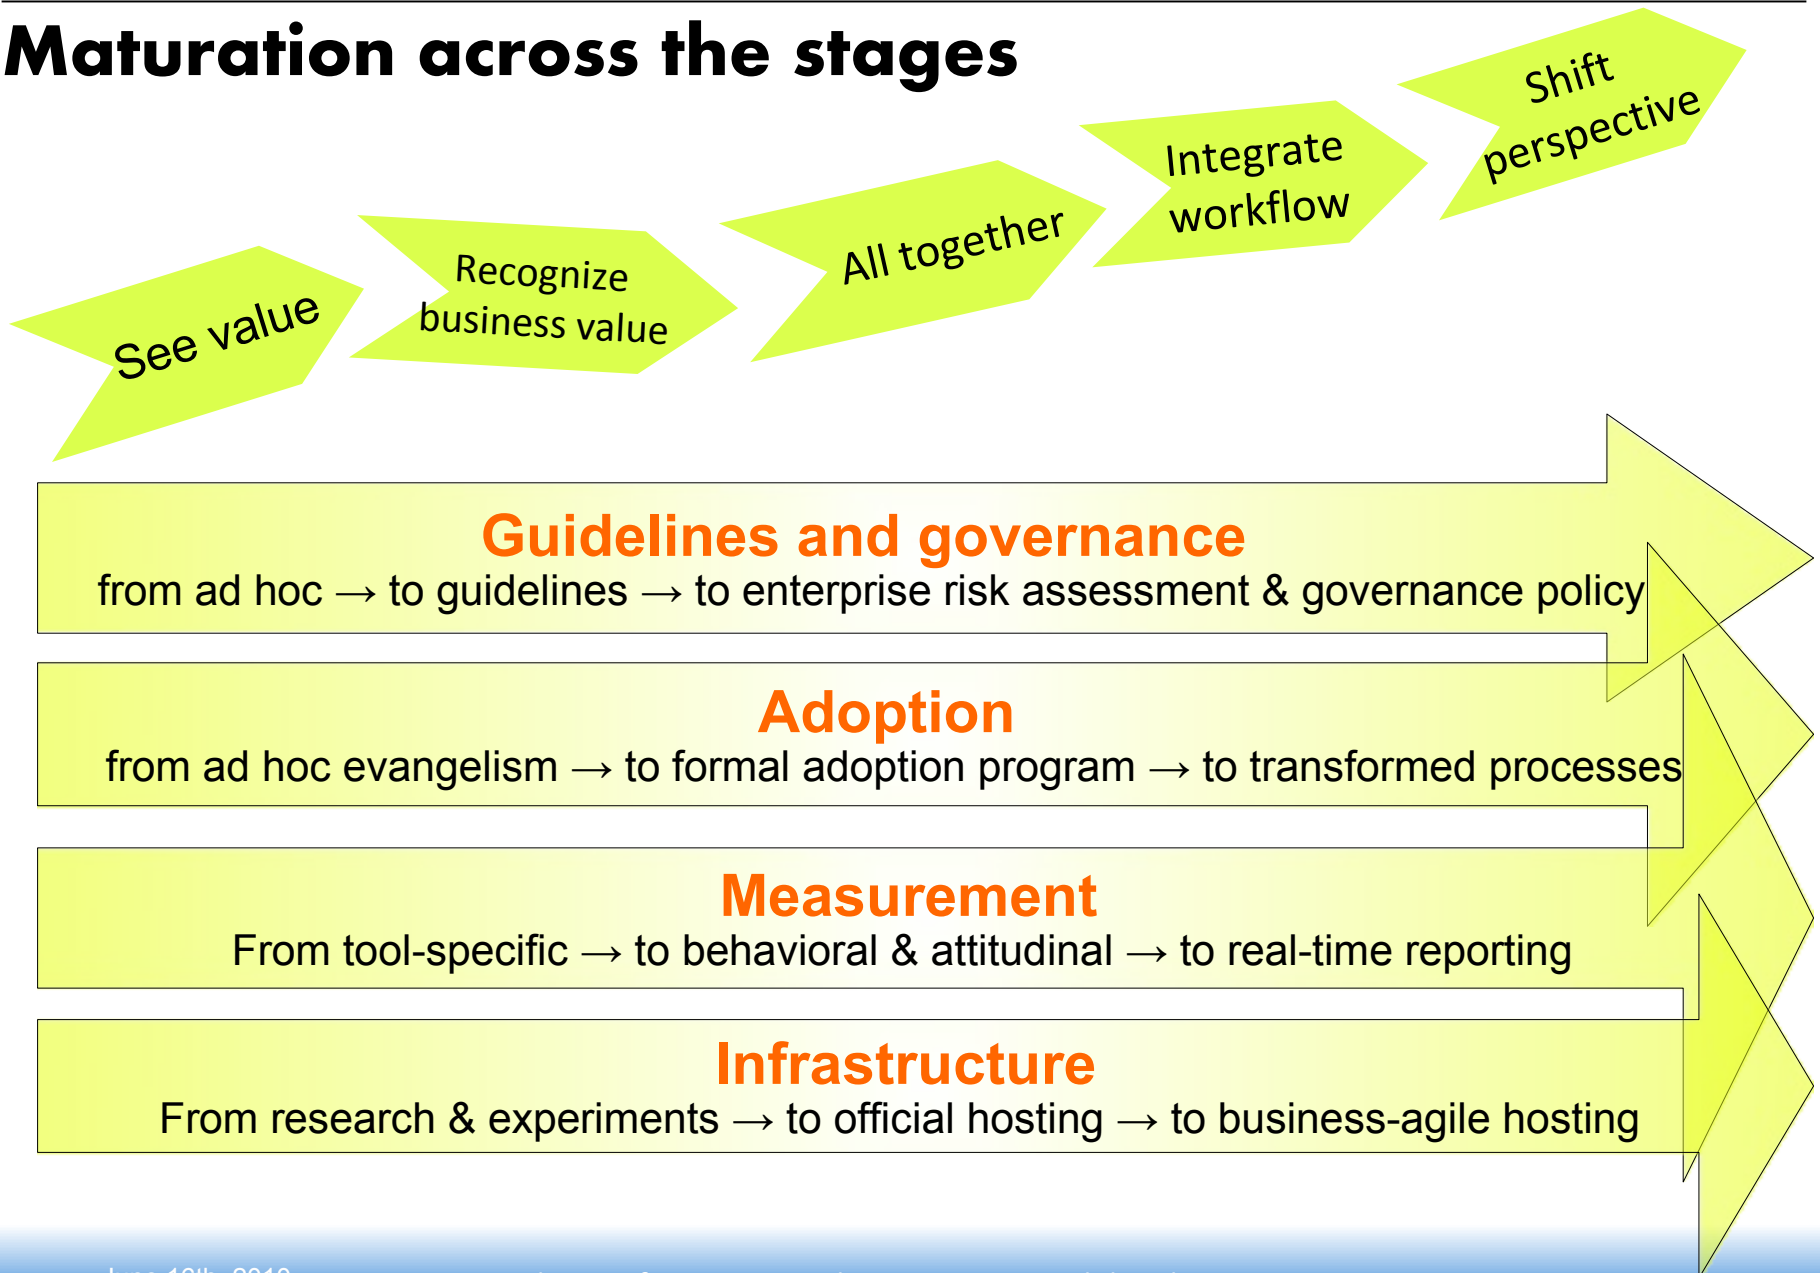 Maturation across the stages
Shift
perspective
Integrate
workflow
All together
Recognize
business value
See value
Guidelines and governance
from ad hoc → to guidelines → to enterprise risk assessment & governance policy
Adoption
from ad hoc evangelism → to formal adoption program → to transformed processes
Measurement
From tool-specific → to behavioral & attitudinal → to real-time reporting
Infrastructure
From research & experiments → to official hosting → to business-agile hosting